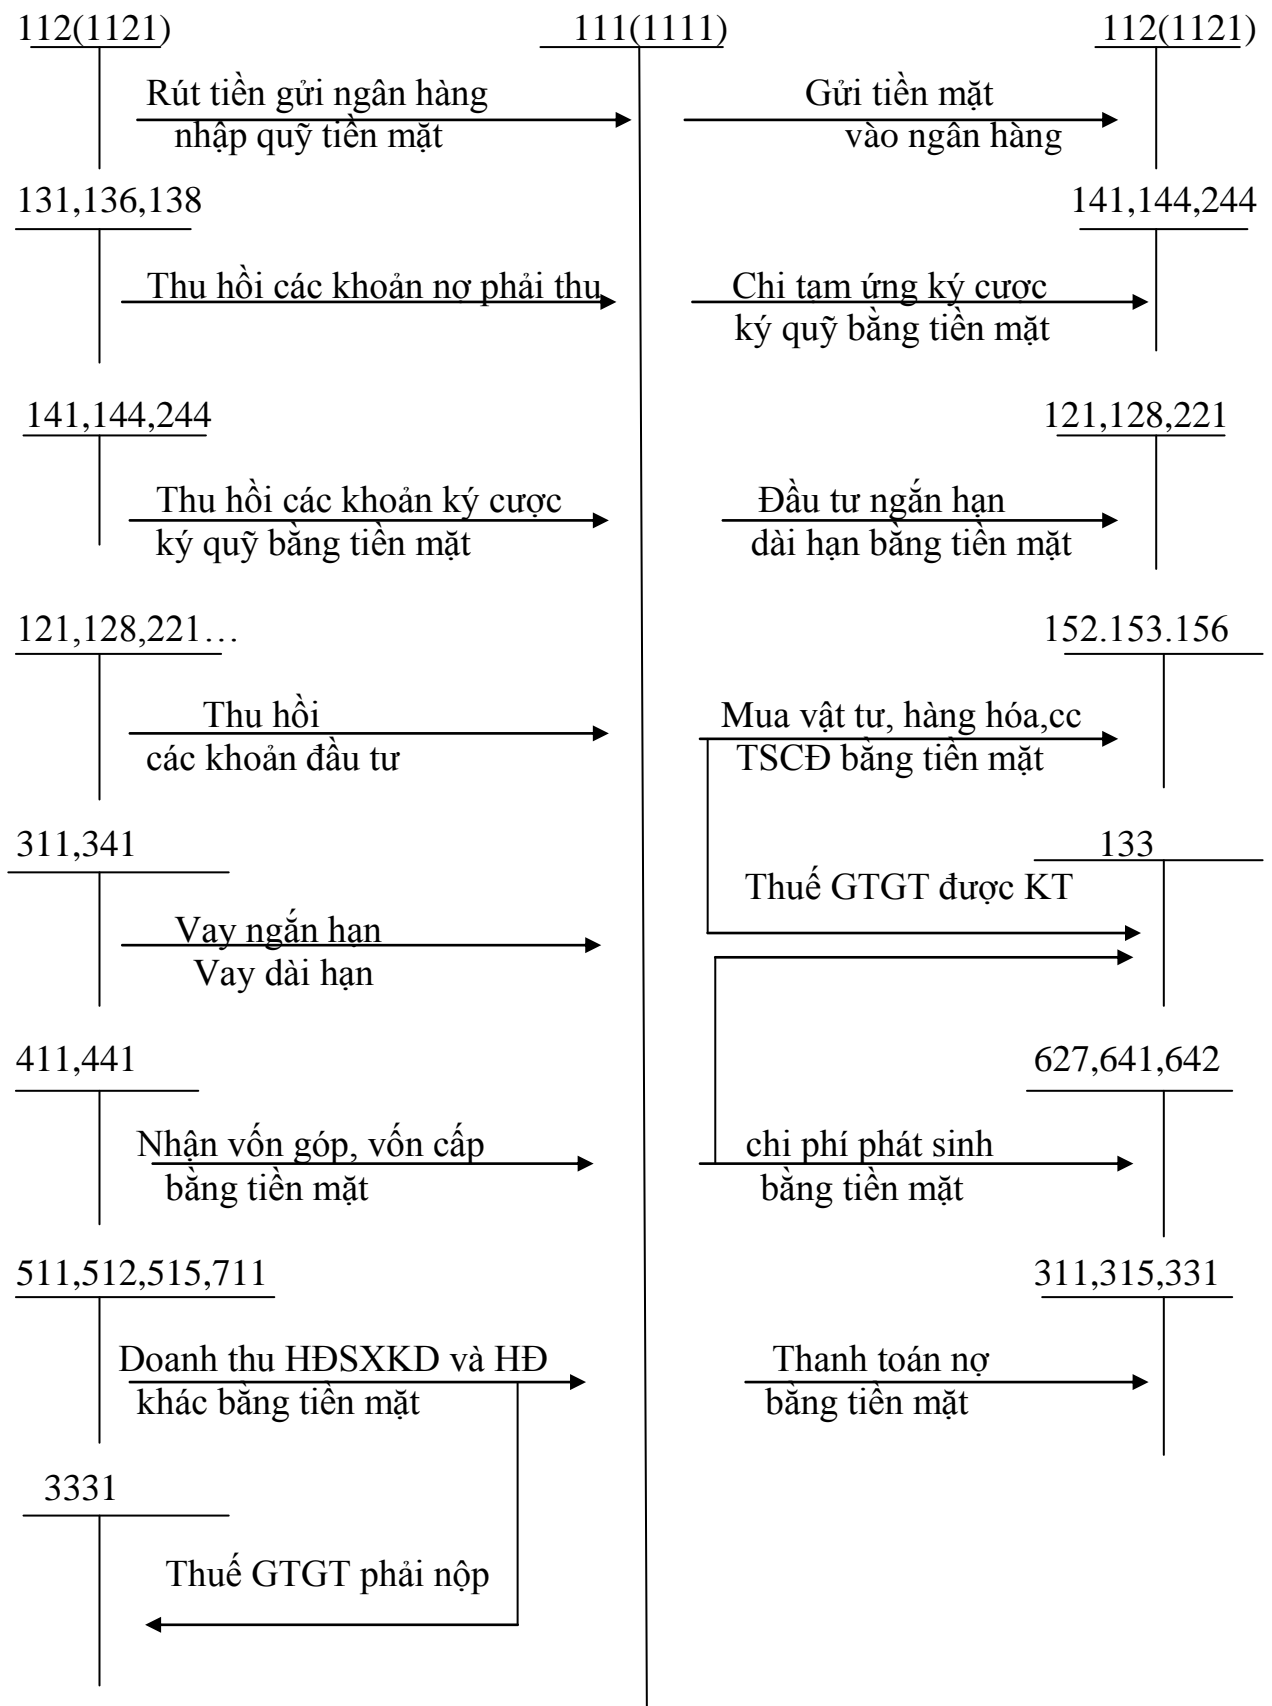 112(1121)
111(1111)
112(1121)
Rút tiền gửi ngân hàng
nhập quỹ tiền mặt
Gửi tiền mặt
vào ngân hàng
131,136,138
141,144,244
Thu hồi các khoản nợ phải thu
Chi tạm ứng ký cược
ký quỹ bằng tiền mặt
141,144,244
121,128,221
Thu hồi các khoản ký cược
ký quỹ bằng tiền mặt
Đầu tư ngắn hạn
dài hạn bằng tiền mặt
121,128,221…
152.153.156
Thu hồi
các khoản đầu tư
Mua vật tư, hàng hóa,cc
TSCĐ bằng tiền mặt
311,341
133
Thuế GTGT được KT
Vay ngắn hạn
Vay dài hạn
411,441
627,641,642
Nhận vốn góp, vốn cấp
bằng tiền mặt
chi phí phát sinh
bằng tiền mặt
511,512,515,711
311,315,331
Doanh thu HĐSXKD và HĐ
khác bằng tiền mặt
Thanh toán nợ
bằng tiền mặt
3331
Thuế GTGT phải nộp